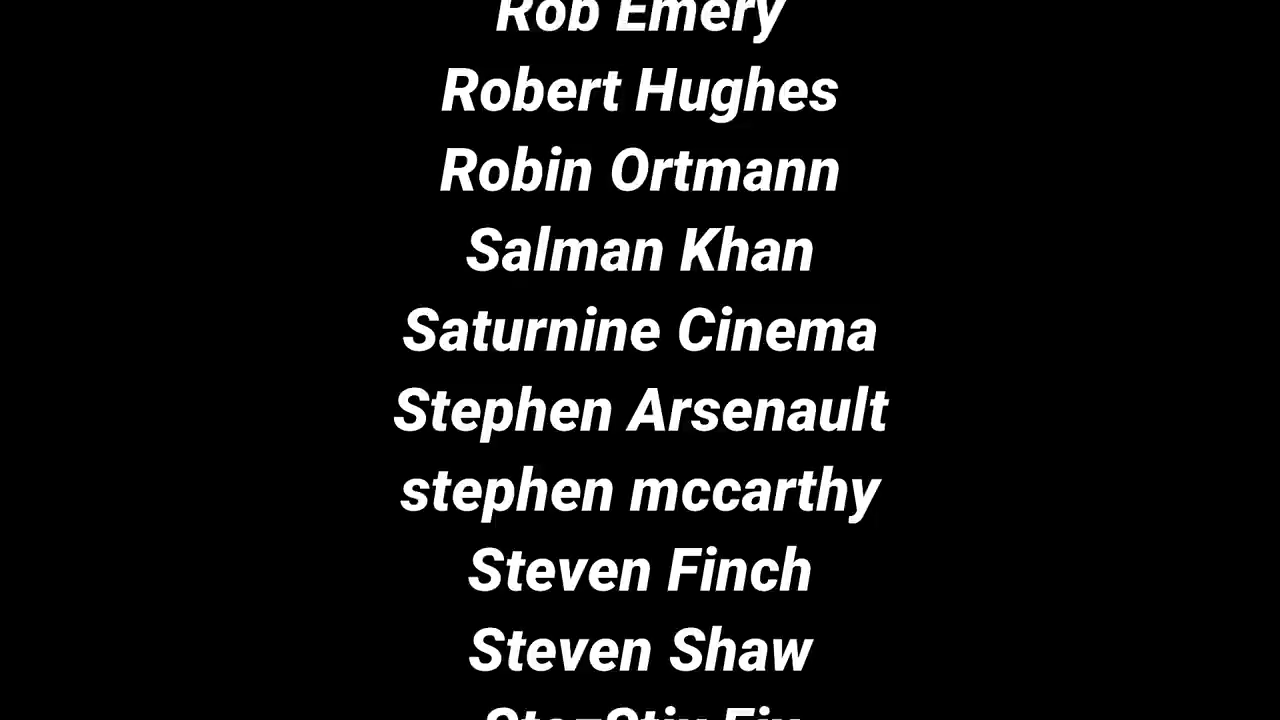 Rob Emery
Robert Hughes
Robin Ortmann
Salman Khan
Saturnine Cinema
Stephen Arsenault
stephen mccarthy
Steven Finch
Steven Shaw